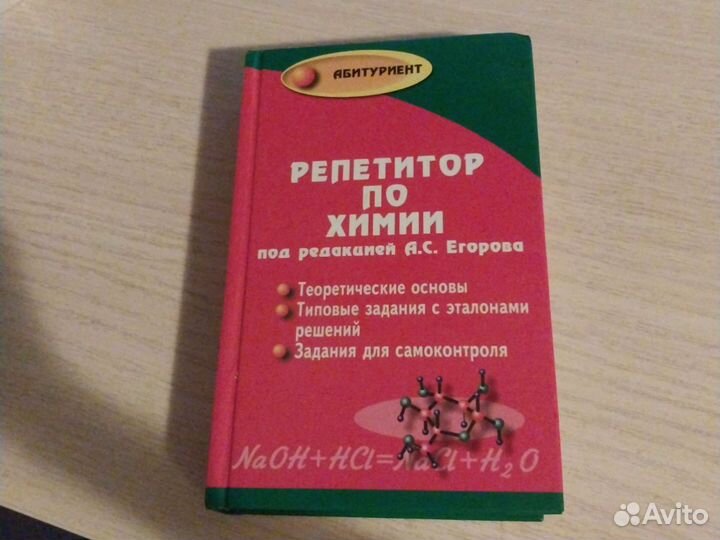 АБИТУРИЕНТ
РЕПЕТИТОР
ПО
ХИМИИ
под редакцией А.С. Егорова
Теоретические основы
Типовые задания с эталонами
решений
Задания для самоконтроля
NaOH+HCl=NaCl+H₂O
Avito